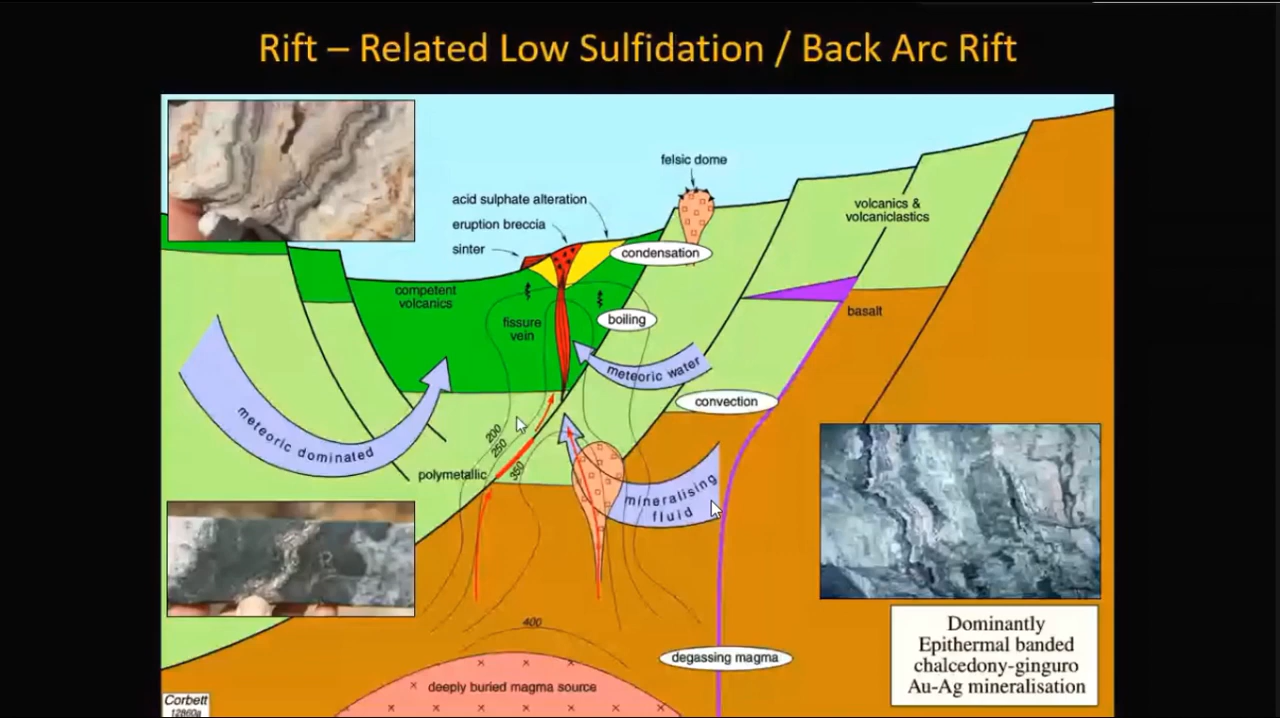 Rift – Related Low Sulfidation / Back Arc Rift
felsic dome
acid sulphate alteration
eruption breccia
sinter
volcanics &
volcaniclastics
condensation
competent
volcanics
fissure
vein
boiling
basalt
meteoric water
convection
meteoric dominated
200
250
350
polymetallic
mineralising
fluid
400
degassing magma
deeply buried magma source
Dominantly
Epithermal banded
chalcedony-ginguro
Au-Ag mineralisation
Corbett
12860a